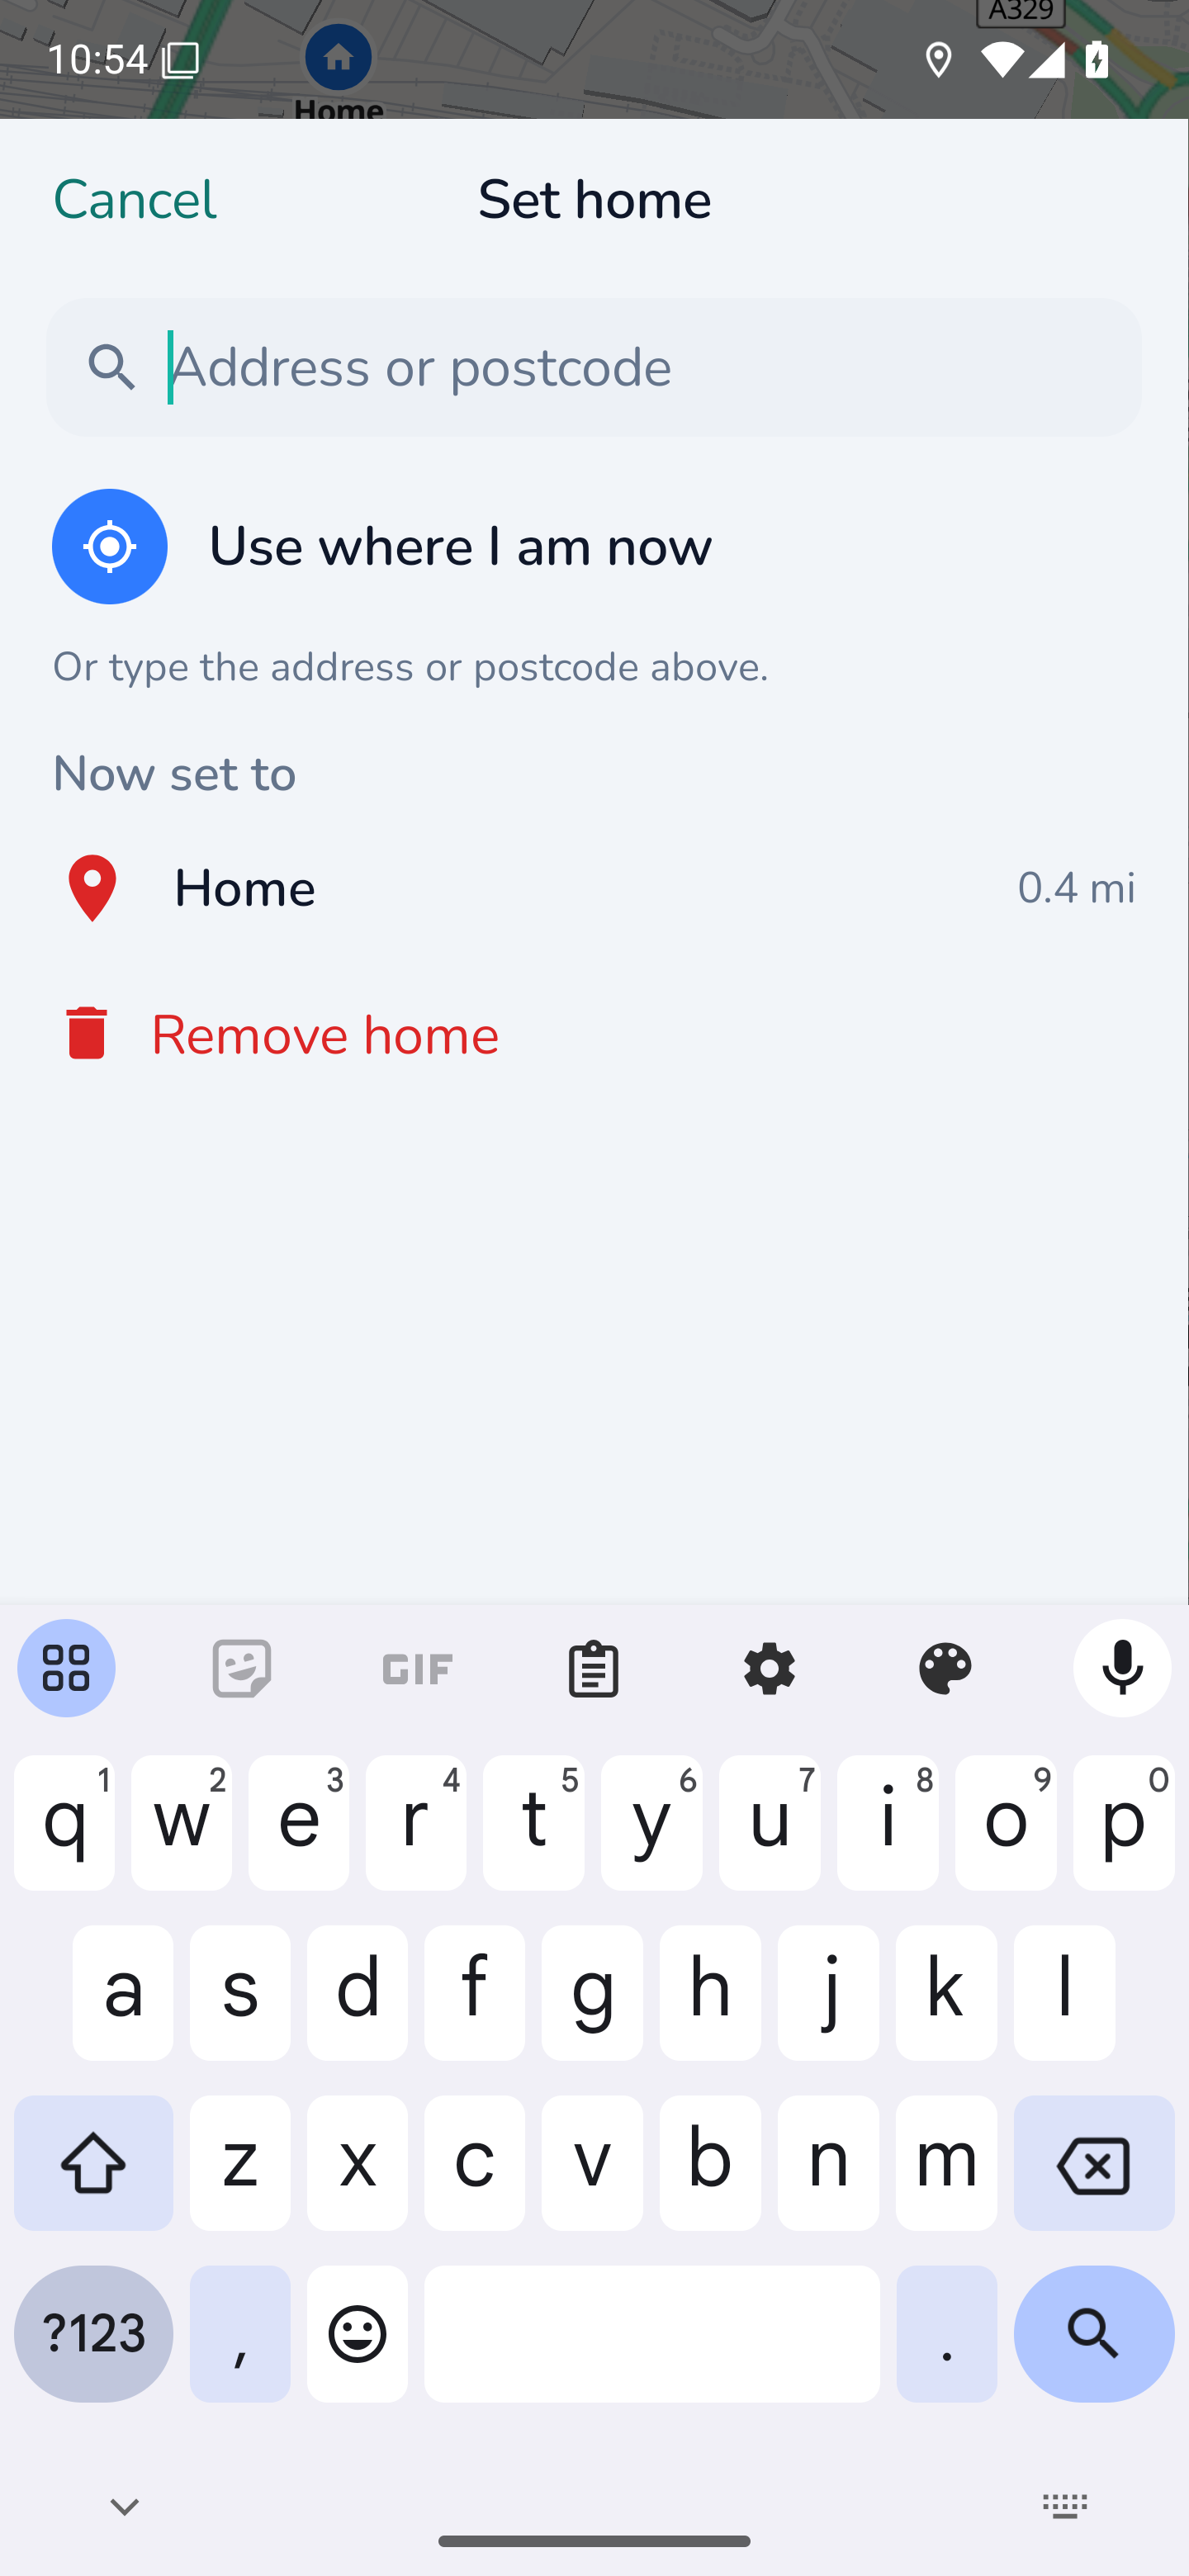 A329
10:54
Home
Cancel
Set home
Address or postcode
Use where I am now
Or type the address or postcode above.
Now set to
Home
0.4 mi
Remove home
GIF
q 1 w 2 e 3 r 4 t 5 y 6 u 7 i 8 o 9 p 0
a s d f g h j k l
z x c v b n m
?123 , .